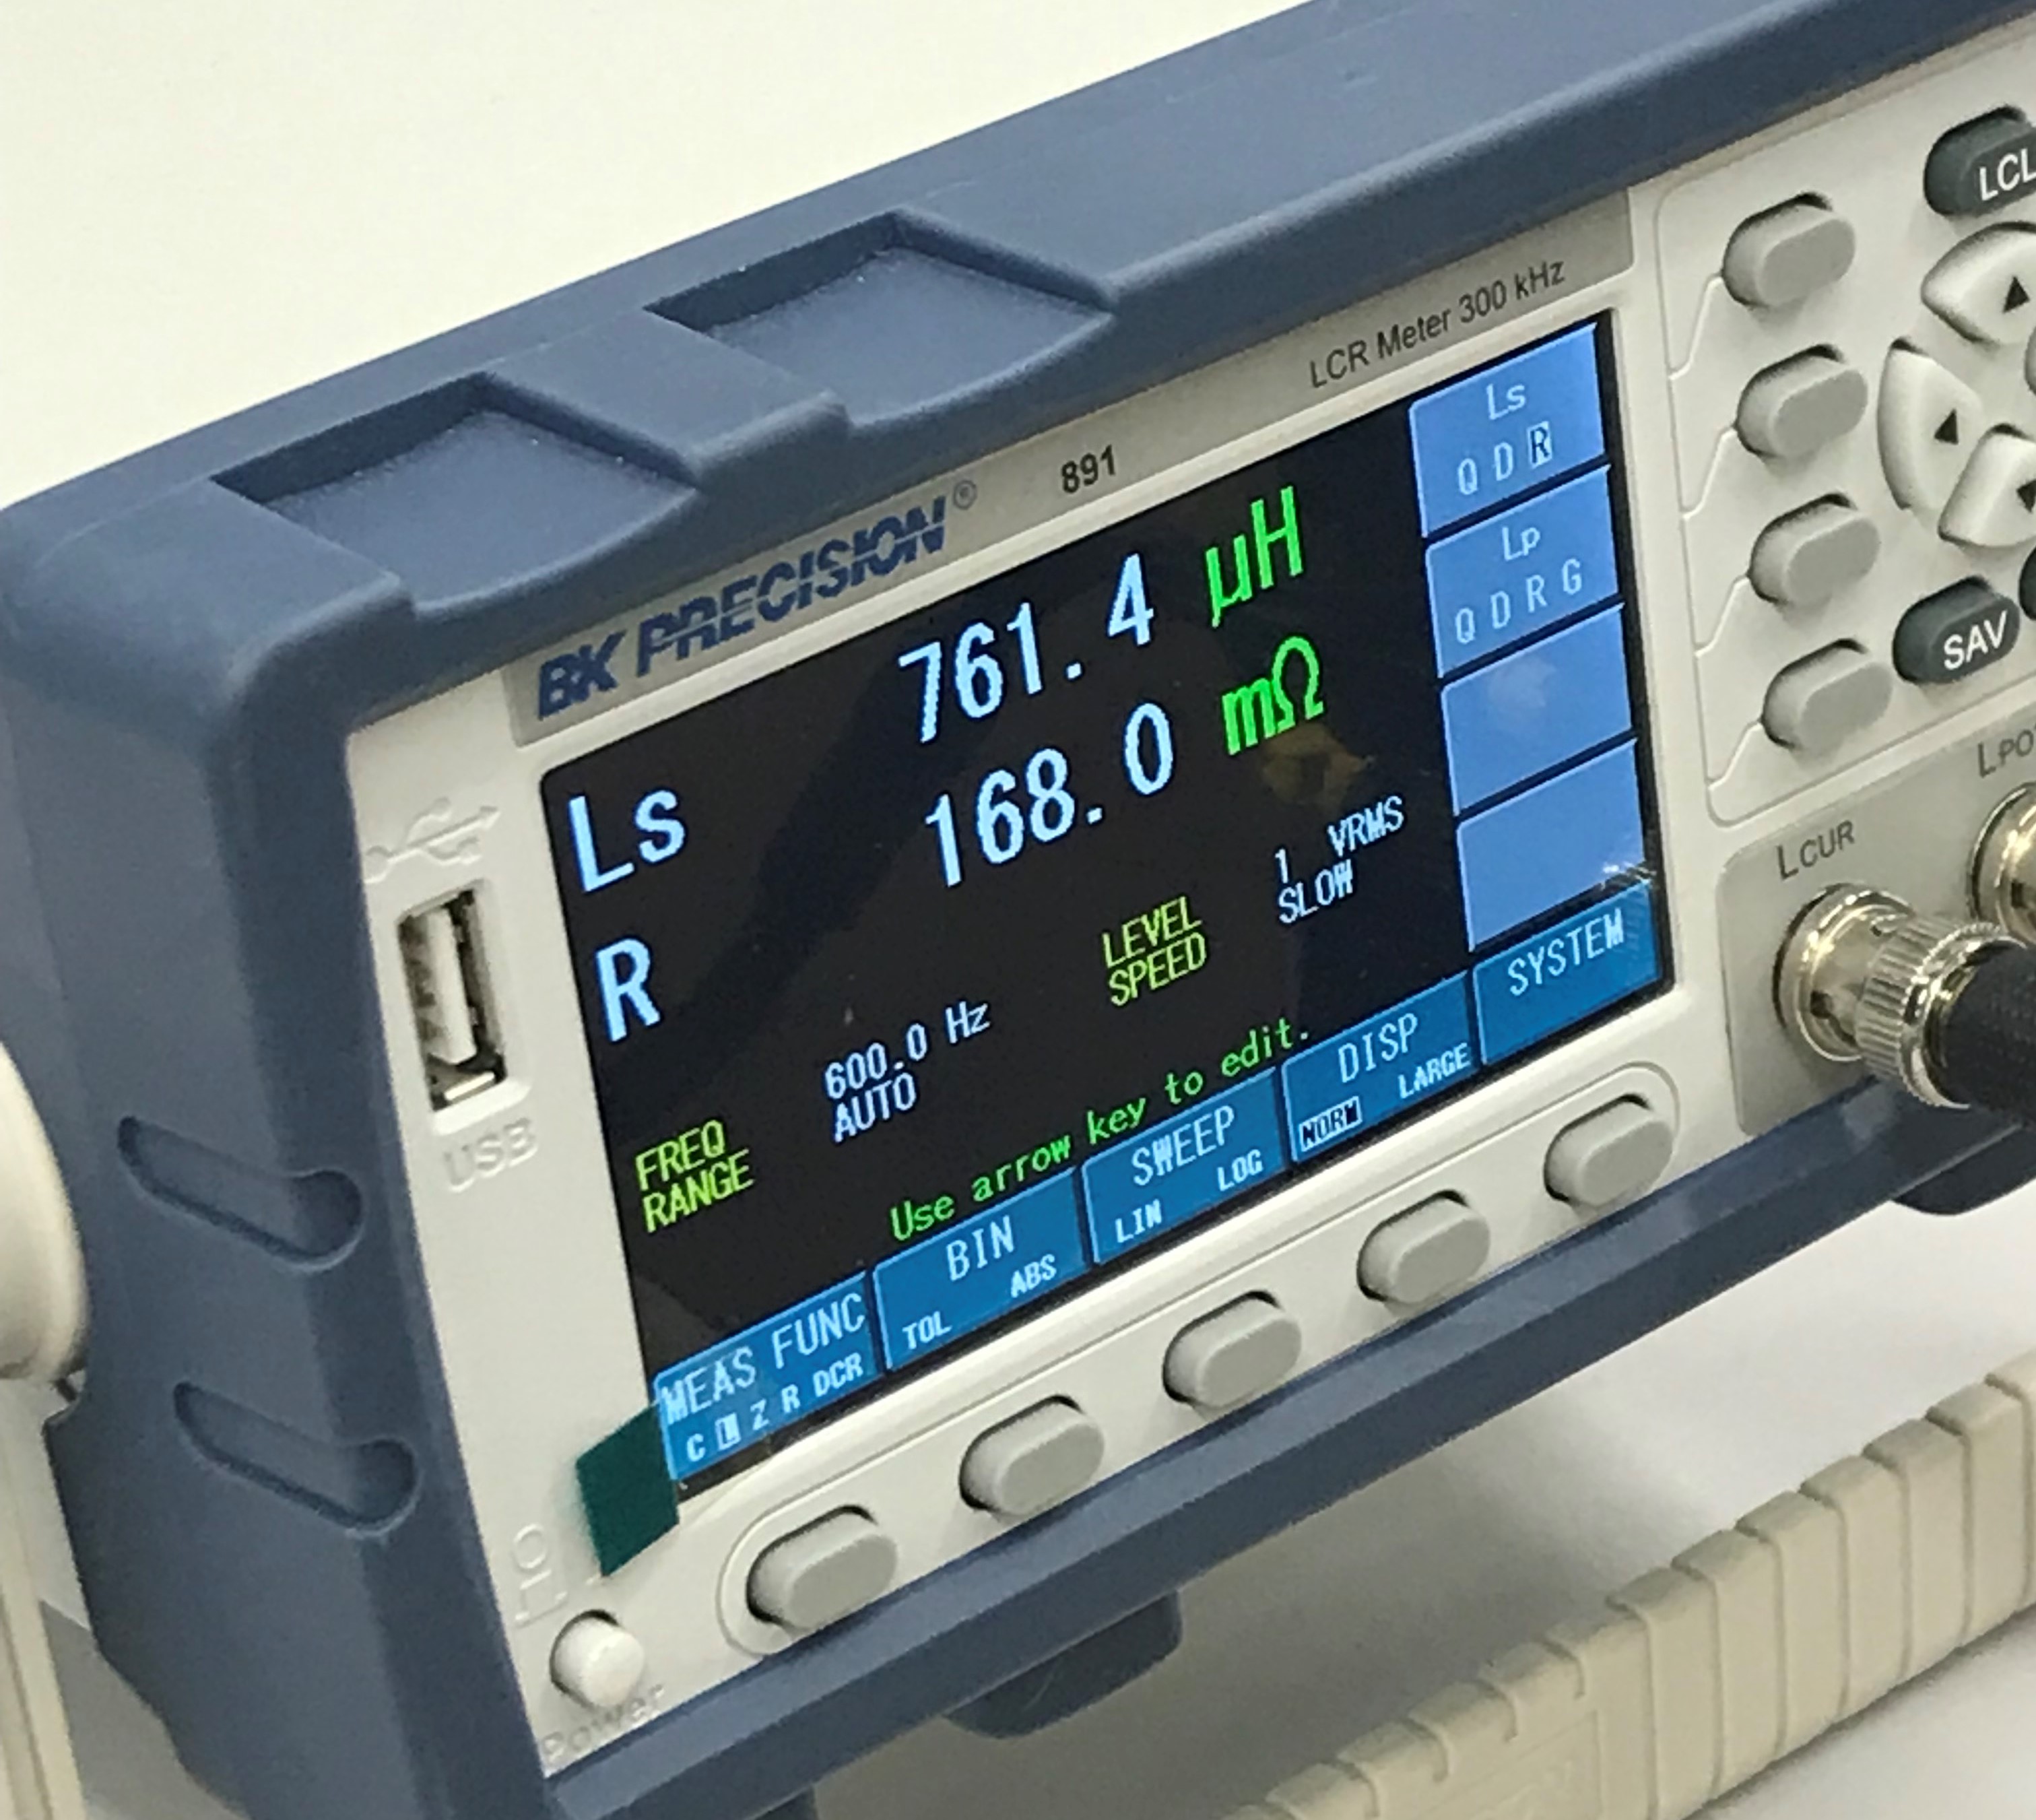 LCL
LCR Meter 300 kHz
891
BK PRECISION®
Ls
Q D R
Lp
Q D R G
Ls 761.4 µH
R 168.0 mΩ
FREQ 600.0 Hz LEVEL 1 VRMS
RANGE AUTO SPEED SLOW
Use arrow key to edit.
MEAS FUNC
C L Z R DCR
BIN
TOL ABS
SWEEP
LIN LOG
DISP
NORM LARGE
SYSTEM
SAV
LCUR
LPO
USB
Power